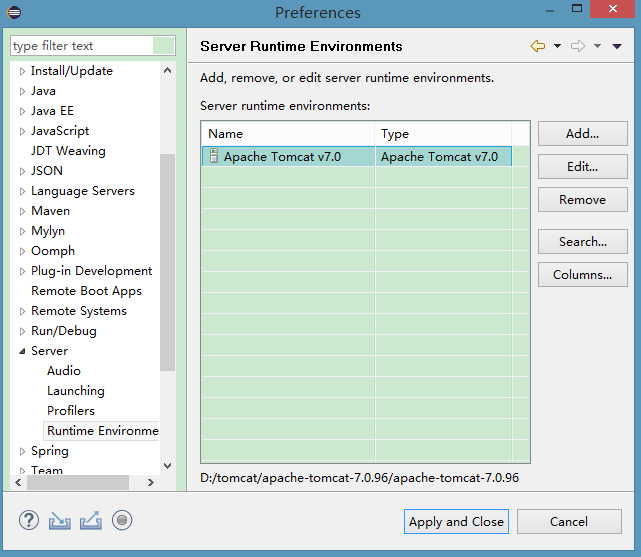 Preferences
type filter text
Install/Update
Java
Java EE
JavaScript
JDT Weaving
JSON
Language Servers
Maven
Mylyn
Oomph
Plug-in Development
Remote Boot Apps
Remote Systems
Run/Debug
Server
Audio
Launching
Profilers
Runtime Environme
Spring
Team
Server Runtime Environments
Add, remove, or edit server runtime environments.
Server runtime environments:
Name Type
Apache Tomcat v7.0 Apache Tomcat v7.0
Add...
Edit...
Remove
Search...
Columns...
D:/tomcat/apache-tomcat-7.0.96/apache-tomcat-7.0.96
?
Apply and Close Cancel